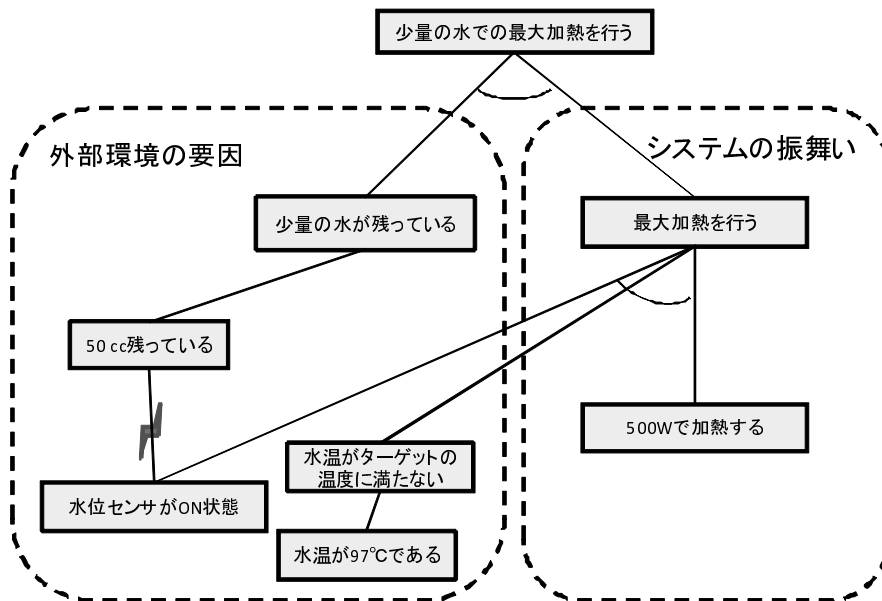 少量の水での最大加熱を行う
外部環境の要因
システムの振舞い
少量の水が残っている
最大加熱を行う
50 cc残っている
500Wで加熱する
水温がターゲットの
温度に満たない
水位センサがON状態
水温が97℃である